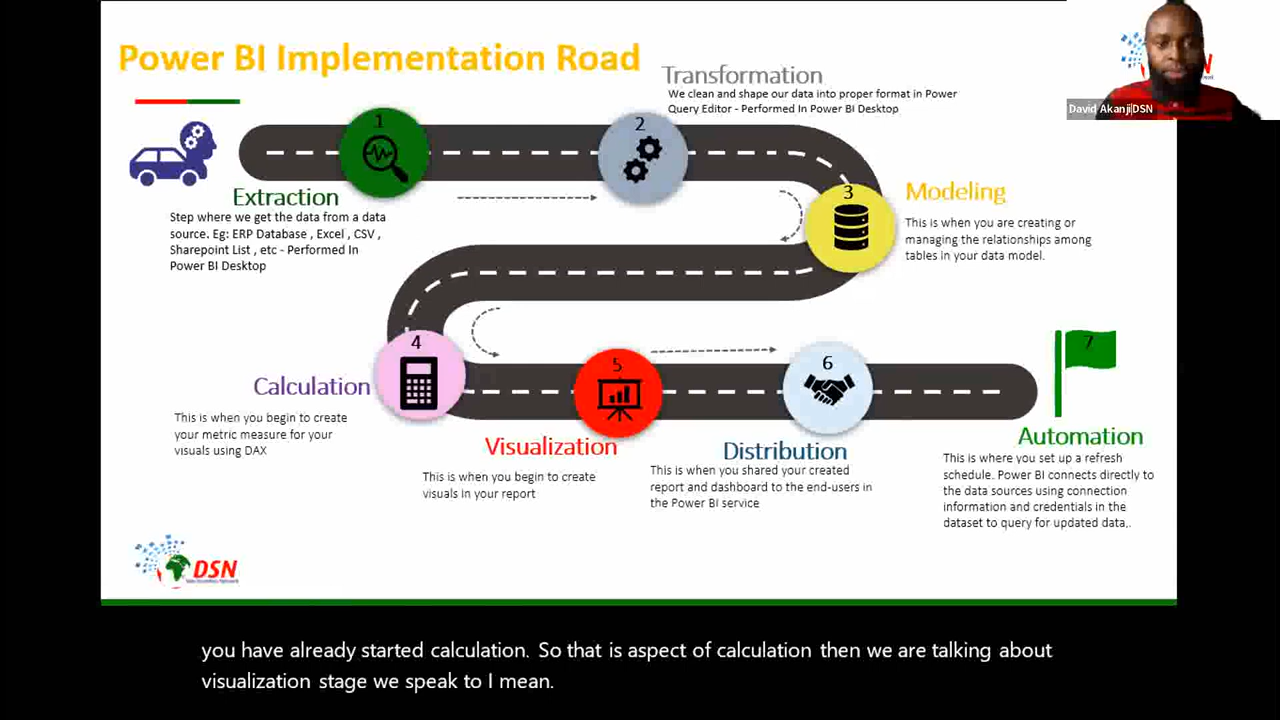 Power BI Implementation Road
Transformation
We clean and shape our data into proper format in Power
Query Editor - Performed In Power BI Desktop
David Akanji|DSN
1
2
3
Extraction
Step where we get the data from a data
source. Eg: ERP Database , Excel , CSV ,
Sharepoint List , etc - Performed In
Power BI Desktop
Modeling
This is when you are creating or
managing the relationships among
tables in your data model.
4
5
6
7
Calculation
This is when you begin to create
your metric measure for your
visuals using DAX
Visualization
This is when you begin to create
visuals in your report
Distribution
This is when you shared your created
report and dashboard to the end-users in
the Power BI service
Automation
This is where you set up a refresh
schedule. Power BI connects directly to
the data sources using connection
information and credentials in the
dataset to query for updated data..
DSN
you have already started calculation. So that is aspect of calculation then we are talking about
visualization stage we speak to I mean.